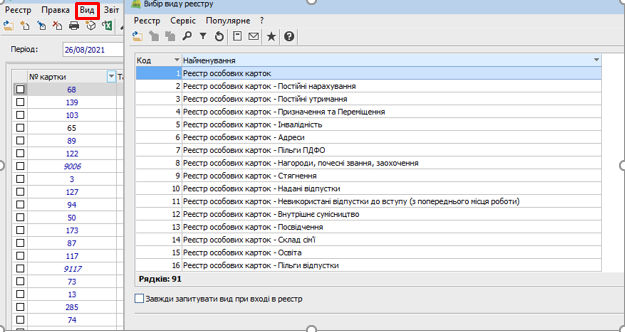 Реєстр Правка Вид Звіт
Період: 26/08/2021
№ картки
68
139
103
65
89
122
9006
3
127
94
50
173
87
117
9117
73
13
285
74
Вибір виду реєстру
Реєстр Сервіс Популярне ?
Код Найменування
1 Реєстр особових карток
2 Реєстр особових карток - Постійні нарахування
3 Реєстр особових карток - Постійні утримання
4 Реєстр особових карток - Призначення та Переміщення
5 Реєстр особових карток - Інвалідність
6 Реєстр особових карток - Адреси
7 Реєстр особових карток - Пільги ПДФО
8 Реєстр особових карток - Нагороди, почесні звання, заохочення
9 Реєстр особових карток - Стягнення
10 Реєстр особових карток - Надані відпустки
11 Реєстр особових карток - Невикористані відпустки до вступу (з попереднього місця роботи)
12 Реєстр особових карток - Внутрішнє сумісництво
13 Реєстр особових карток - Посвідчення
14 Реєстр особових карток - Склад сім'ї
15 Реєстр особових карток - Освіта
16 Реєстр особових карток - Пільги відпустки
Рядків: 91
Завжди запитувати вид при вході в реєстр